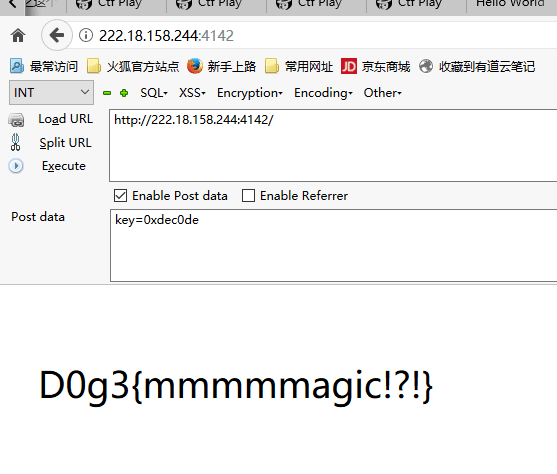 Ctf Play Ctf Play Ctf Play Ctf Play Hello World
222.18.158.244:4142
最常访问 火狐官方站点 新手上路 常用网址 JD 京东商城 收藏到有道云笔记
INT SQL XSS Encryption Encoding Other
Load URL http://222.18.158.244:4142/
Split URL
Execute
Enable Post data Enable Referrer
Post data key=0xdec0de
D0g3{mmmmmagic!?!}